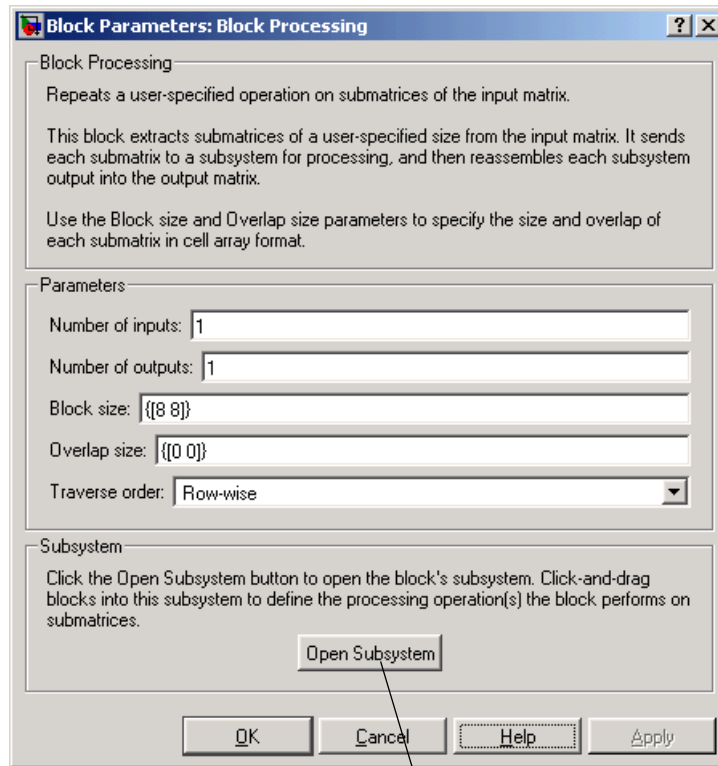 Block Parameters: Block Processing
Block Processing
Repeats a user-specified operation on submatrices of the input matrix.
This block extracts submatrices of a user-specified size from the input matrix. It sends
each submatrix to a subsystem for processing, and then reassembles each subsystem
output into the output matrix.
Use the Block size and Overlap size parameters to specify the size and overlap of
each submatrix in cell array format.
Parameters
Number of inputs: 1
Number of outputs: 1
Block size: {[8 8]}
Overlap size: {[0 0]}
Traverse order: Row-wise
Subsystem
Click the Open Subsystem button to open the block's subsystem. Click-and-drag
blocks into this subsystem to define the processing operation(s) the block performs on
submatrices.
Open Subsystem
OK Cancel Help Apply